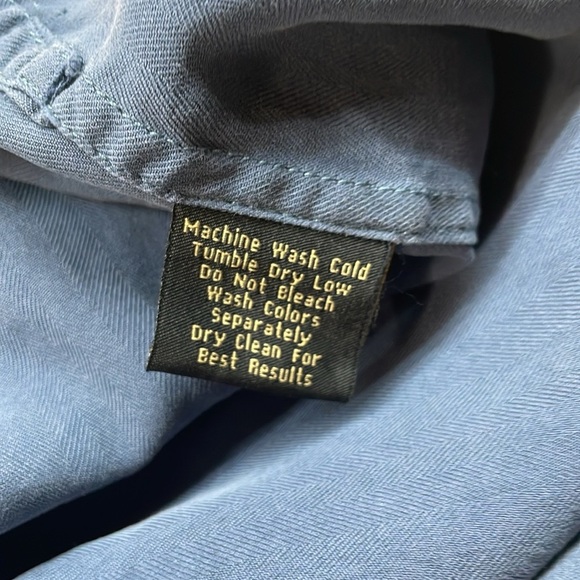 Machine Wash Cold
Tumble Dry Low
Do Not Bleach
Wash Colors
Separately
Dry Clean For
Best Results